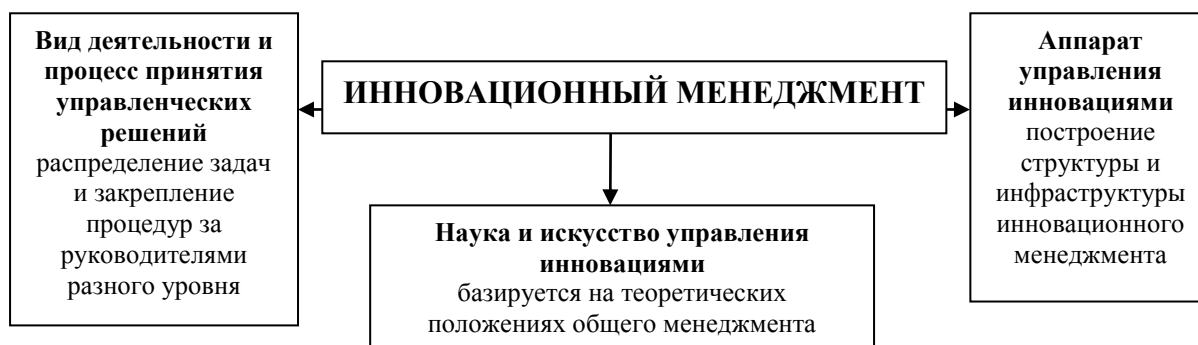 Вид деятельности и
процесс принятия
управленческих
решений
распределение задач
и закрепление
процедур за
руководителями
разного уровня
ИННОВАЦИОННЫЙ МЕНЕДЖМЕНТ
Наука и искусство управления
инновациями
базируется на теоретических
положениях общего менеджмента
Аппарат
управления
инновациями
построение
структуры и
инфраструктуры
инновационного
менеджмента